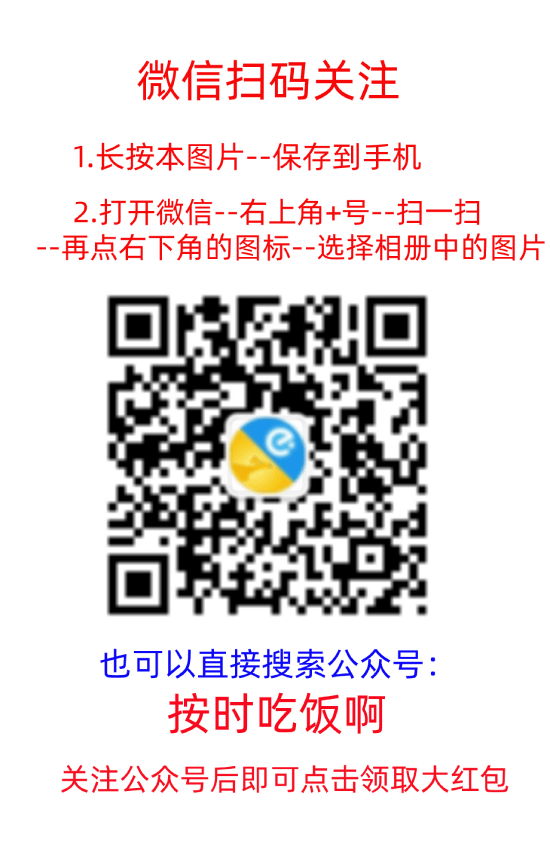 微信扫码关注
1.长按本图片--保存到手机
2.打开微信--右上角+号--扫一扫
--再点右下角的图标--选择相册中的图片
也可以直接搜索公众号：
按时吃饭啊
关注公众号后即可点击领取大红包